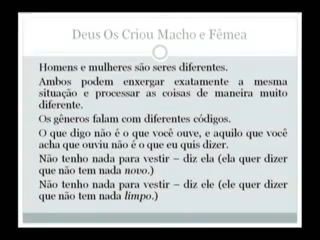 Deus Os Criou Macho e Fêmea
Homens e mulheres são seres diferentes.
Ambos podem enxergar exatamente a mesma
situação e processar as coisas de maneira muito
diferente.
Os gêneros falam com diferentes códigos.
O que digo não é o que você ouve, e aquilo que você
acha que ouviu não é o que eu quis dizer.
Não tenho nada para vestir – diz ela (ela quer dizer
que não tem nada novo.)
Não tenho nada para vestir – diz ele (ele quer dizer
que não tem nada limpo.)